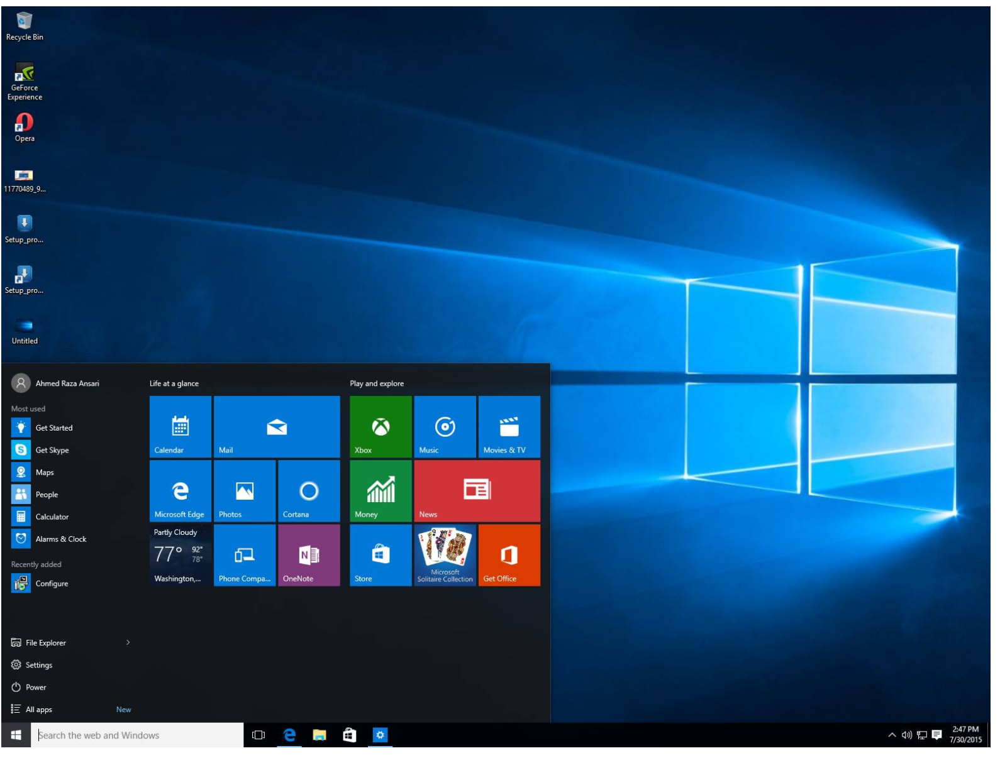 Recycle Bin
GeForce
Experience
Opera
11770489_9...
Setup_pro...
Setup_pro...
Untitled
Ahmed Raza Ansari
Most used
Get Started
Get Skype
Maps
People
Calculator
Alarms & Clock
Recently added
Configure
File Explorer
Settings
Power
All apps New
Life at a glance
Calendar
Mail
Microsoft Edge
Photos
Cortana
Partly Cloudy
77° 92°
78°
Washington,...
Phone Compa...
OneNote
Play and explore
Xbox
Music
Movies & TV
Money
News
Store
Microsoft
Solitaire Collection
Get Office
Search the web and Windows
2:47 PM
7/30/2015